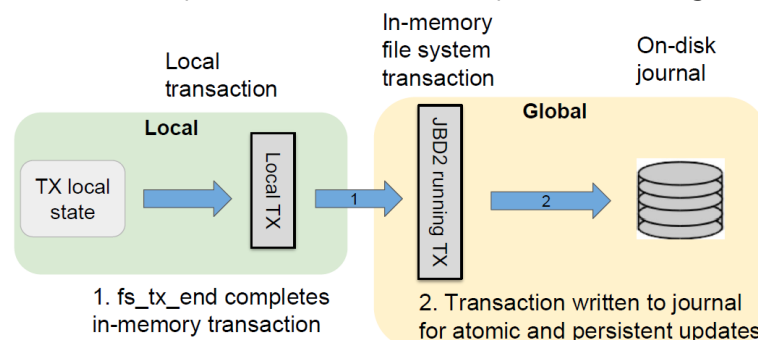 In-memory
file system
transaction
On-disk
journal
Local
transaction
Local
Global
TX local
state
Local TX
1
JBD2 running TX
2
1. fs_tx_end completes
in-memory transaction
2. Transaction written to journal
for atomic and persistent updates